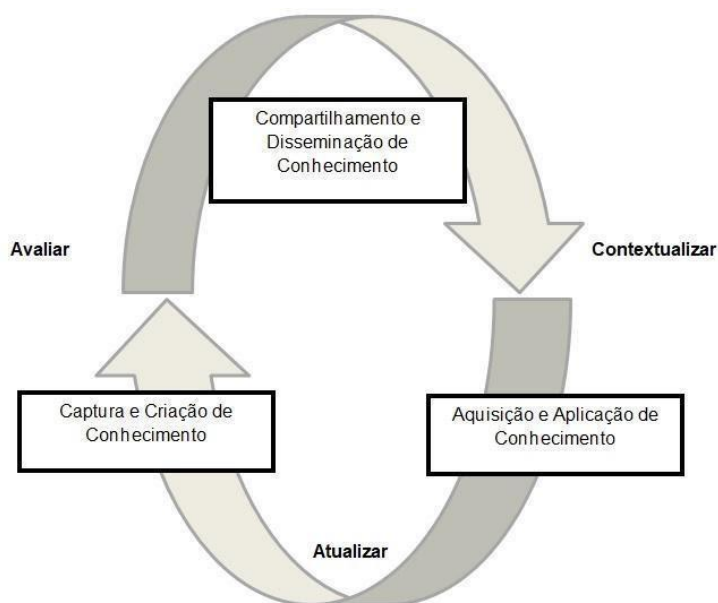 Compartilhamento e
Disseminação de
Conhecimento
Avaliar
Contextualizar
Captura e Criação de
Conhecimento
Aquisição e Aplicação de
Conhecimento
Atualizar